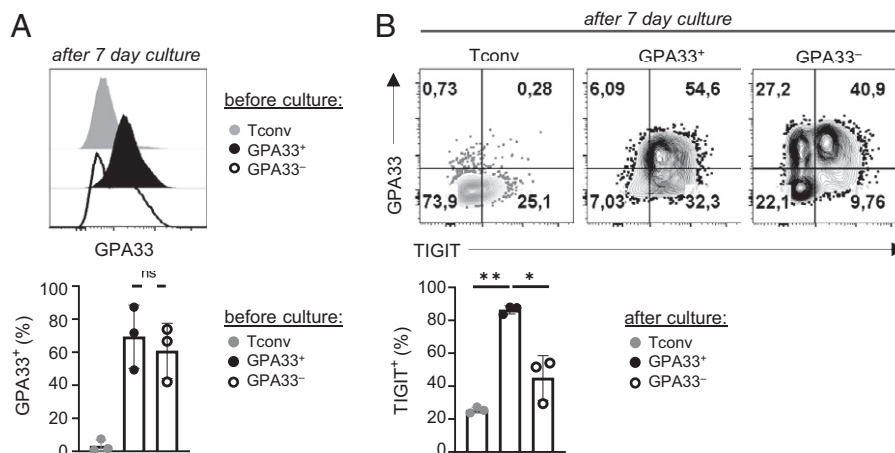 A
after 7 day culture
before culture:
Tconv
GPA33⁺
GPA33⁻
GPA33
ns
GPA33⁺ (%)
100
80
60
40
20
0
before culture:
Tconv
GPA33⁺
GPA33⁻
B
after 7 day culture
Tconv
GPA33⁺
GPA33⁻
0,73 0,28
73,9 25,1
6,09 54,6
7,03 32,3
27,2 40,9
22,1 9,76
GPA33
TIGIT
** *
TIGIT⁺ (%)
100
80
60
40
20
0
after culture:
Tconv
GPA33⁺
GPA33⁻